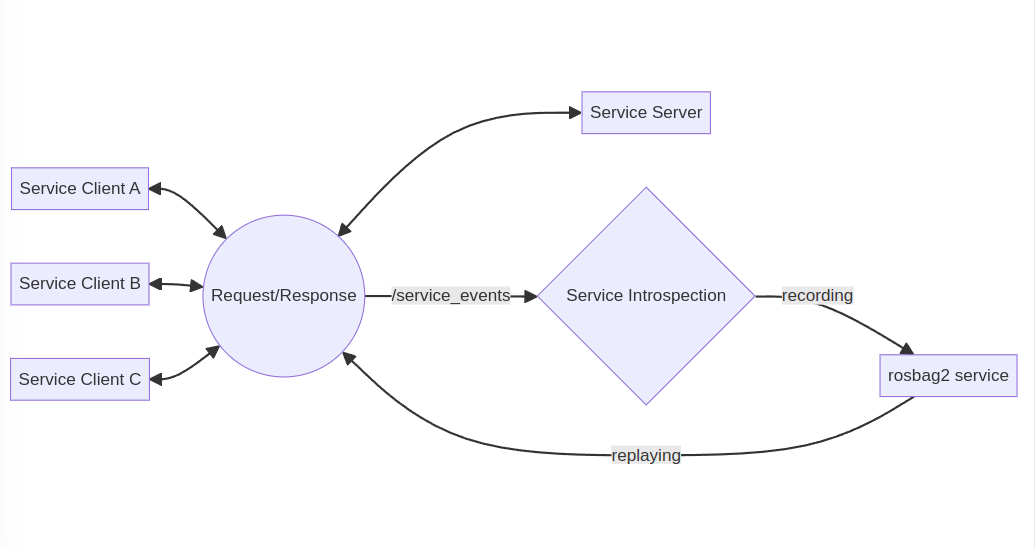 Service Server
Service Client A
Service Client B
Request/Response
/service_events
Service Introspection
recording
Service Client C
rosbag2 service
replaying